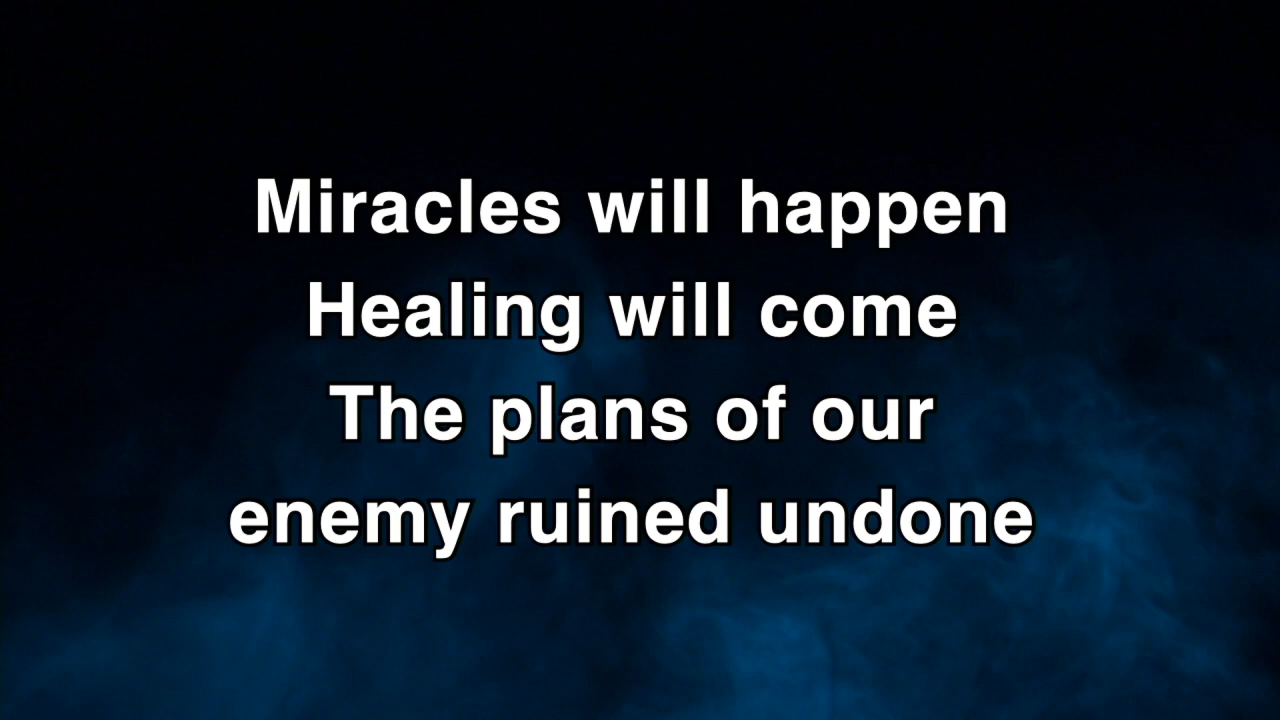 Miracles will happen
Healing will come
The plans of our
enemy ruined undone